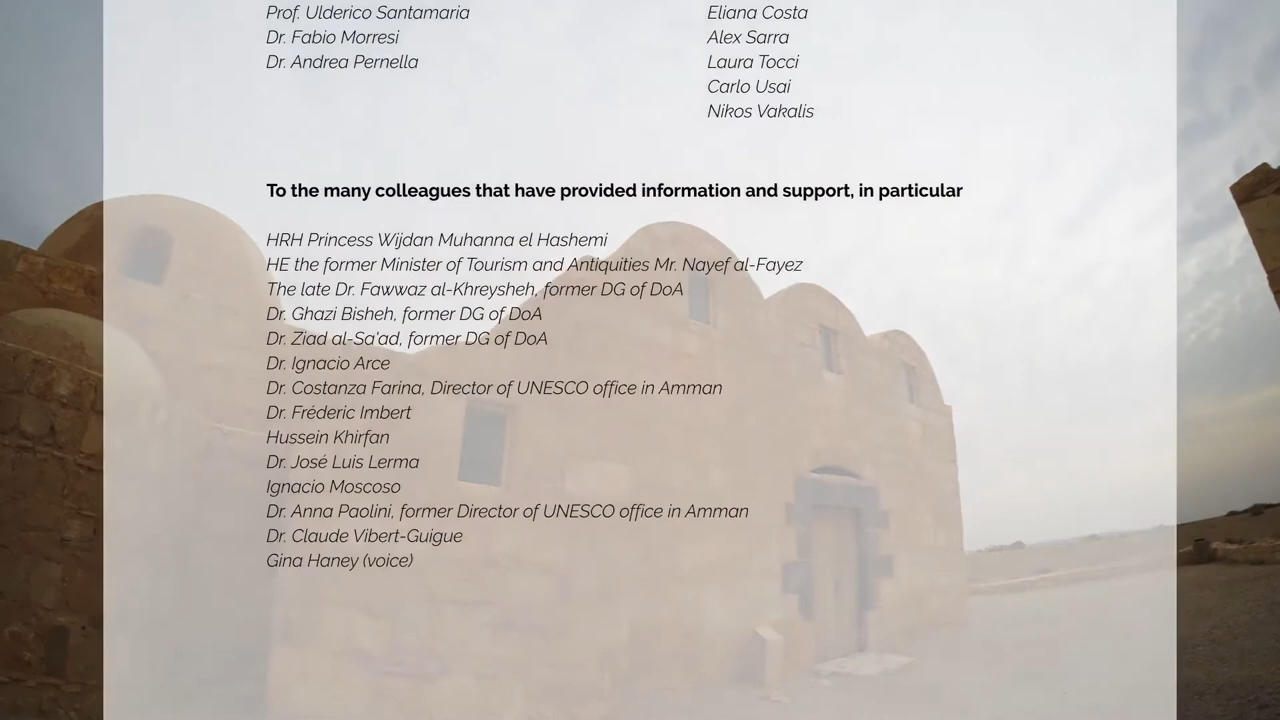 Prof. Ulderico Santamaria
Dr. Fabio Morresi
Dr. Andrea Pernella
Eliana Costa
Alex Sarra
Laura Tocci
Carlo Usai
Nikos Vakalis
To the many colleagues that have provided information and support, in particular
HRH Princess Wijdan Muhanna el Hashemi
HE the former Minister of Tourism and Antiquities Mr. Nayef al-Fayez
The late Dr. Fawwaz al-Khreysheh, former DG of DoA
Dr. Ghazi Bisheh, former DG of DoA
Dr. Ziad al-Sa'ad, former DG of DoA
Dr. Ignacio Arce
Dr. Costanza Farina, Director of UNESCO office in Amman
Dr. Fréderic Imbert
Hussein Khirfan
Dr. José Luis Lerma
Ignacio Moscoso
Dr. Anna Paolini, former Director of UNESCO office in Amman
Dr. Claude Vibert-Guigue
Gina Haney (voice)